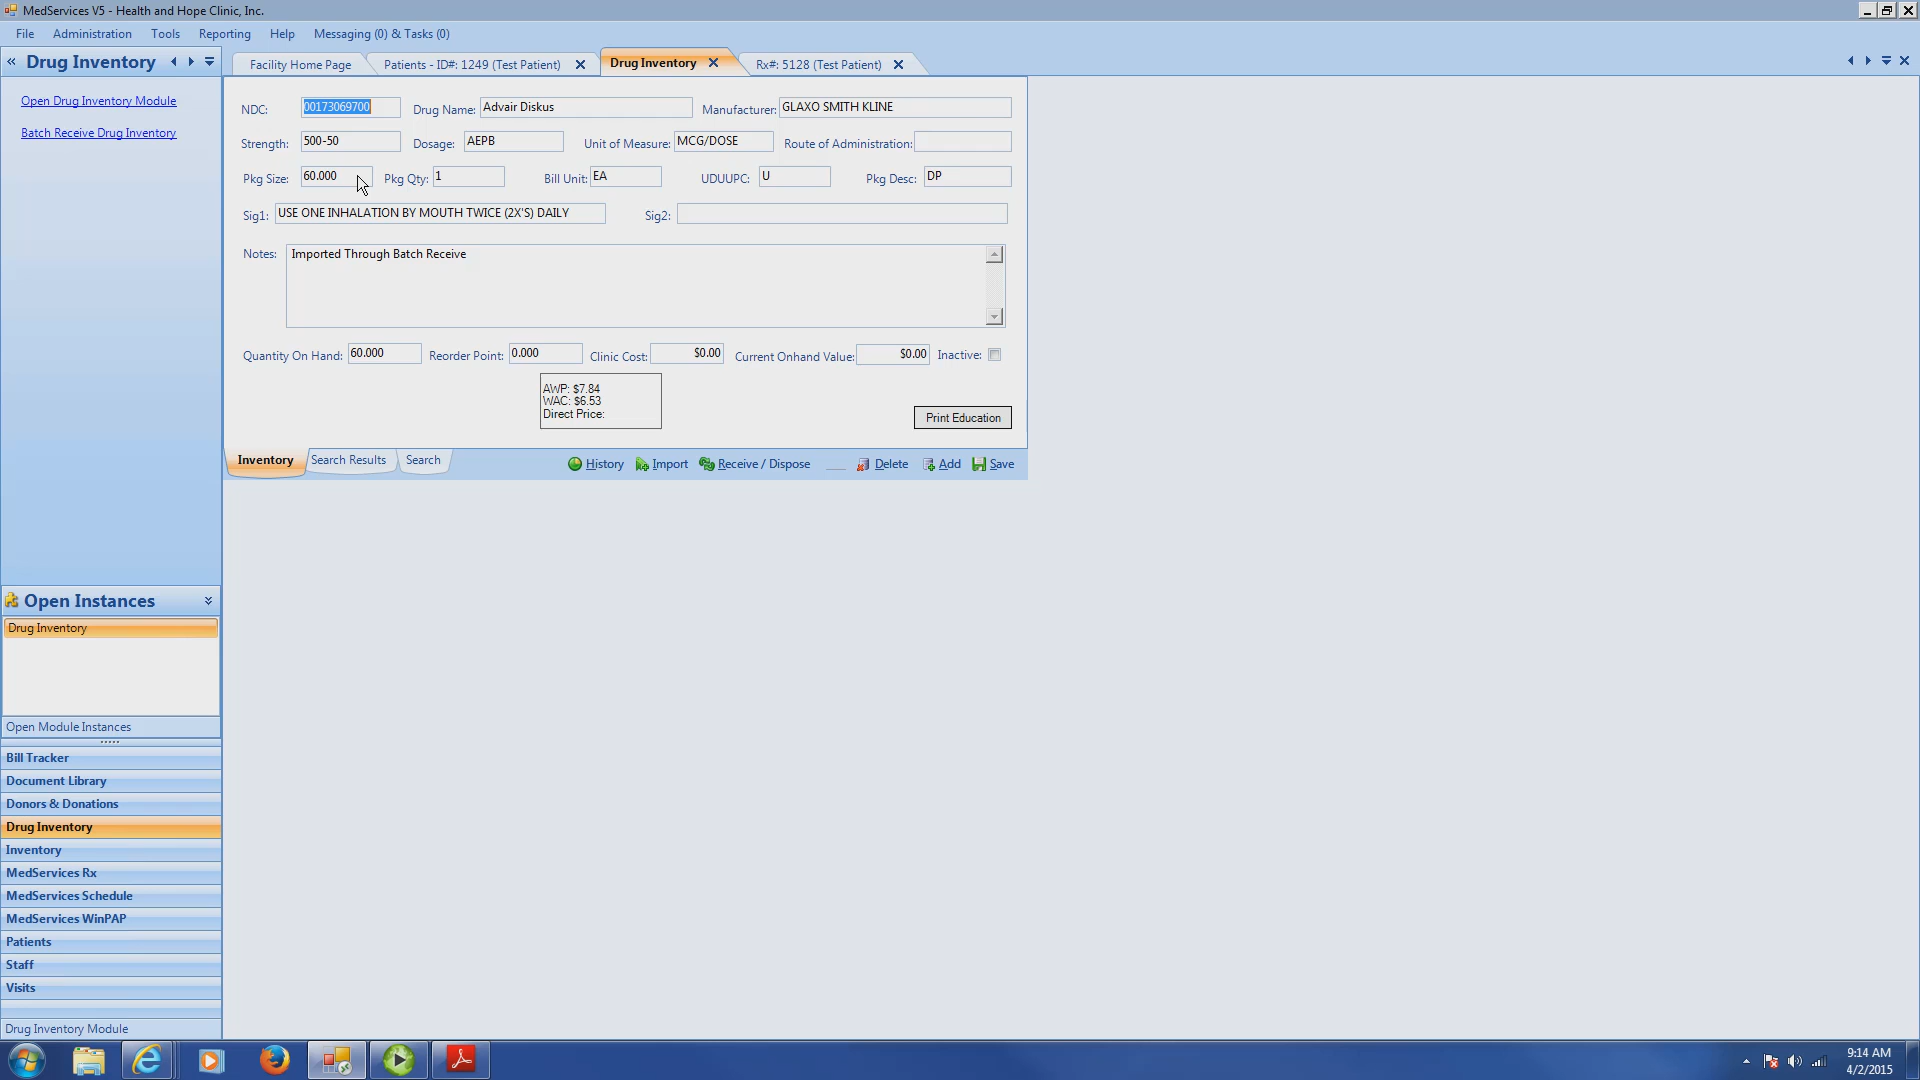 MedServices V5 - Health and Hope Clinic, Inc.
File Administration Tools Reporting Help Messaging (0) & Tasks (0)
« Drug Inventory
Facility Home Page Patients - ID#: 1249 (Test Patient) Drug Inventory Rx#: 5128 (Test Patient)
Open Drug Inventory Module
Batch Receive Drug Inventory
NDC: 00173069700 Drug Name: Advair Diskus Manufacturer: GLAXO SMITH KLINE
Strength: 500-50 Dosage: AEPB Unit of Measure: MCG/DOSE Route of Administration:
Pkg Size: 60.000 Pkg Qty: 1 Bill Unit: EA UDUUPC: U Pkg Desc: DP
Sig1: USE ONE INHALATION BY MOUTH TWICE (2X'S) DAILY Sig2:
Notes: Imported Through Batch Receive
Quantity On Hand: 60.000 Reorder Point: 0.000 Clinic Cost: $0.00 Current Onhand Value: $0.00 Inactive:
AWP: $7.84
WAC: $6.53
Direct Price:
Print Education
Inventory Search Results Search History Import Receive / Dispose Delete Add Save
Open Instances
Drug Inventory
Open Module Instances
Bill Tracker
Document Library
Donors & Donations
Drug Inventory
Inventory
MedServices Rx
MedServices Schedule
MedServices WinPAP
Patients
Staff
Visits
Drug Inventory Module
9:14 AM
4/2/2015